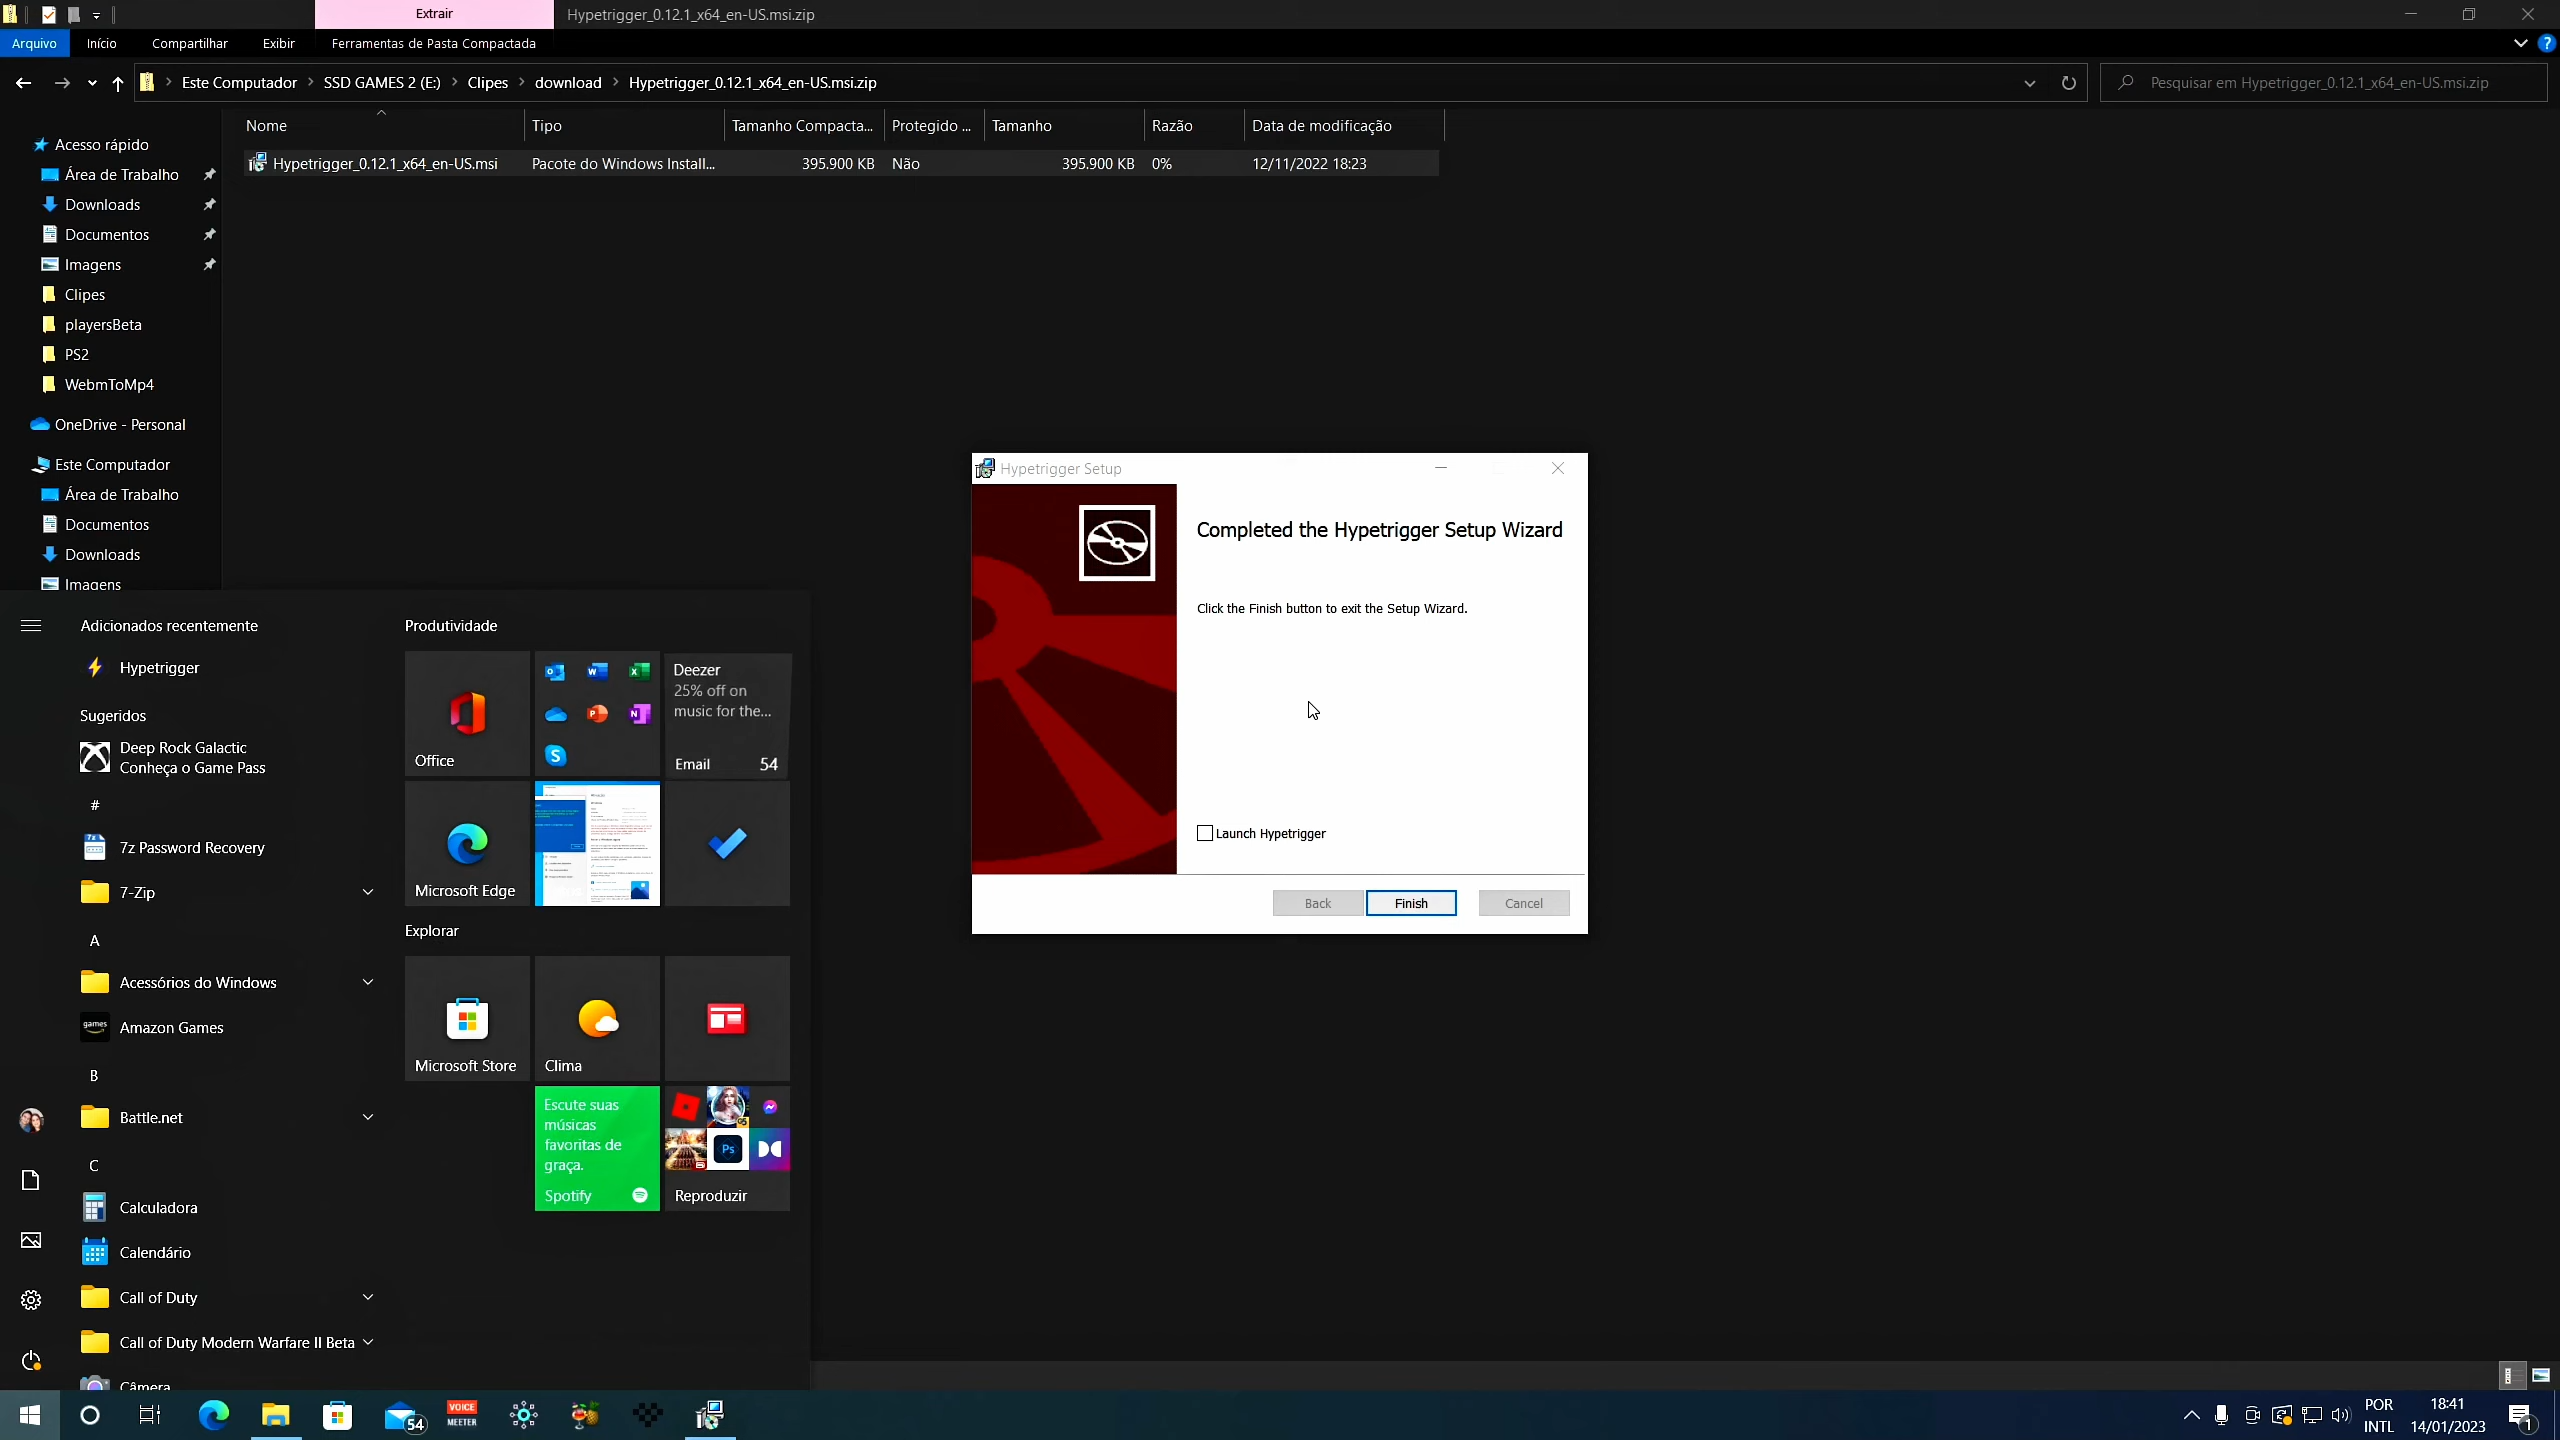 Extrair
Hypetrigger_0.12.1_x64_en-US.msi.zip
Arquivo
Início
Compartilhar
Exibir
Ferramentas de Pasta Compactada
Este Computador
SSD GAMES 2 (E:)
Clipes
download
Hypetrigger_0.12.1_x64_en-US.msi.zip
Pesquisar em Hypetrigger_0.12.1_x64_en-US.msi.zip
Nome
Tipo
Tamanho Compacta...
Protegido ...
Tamanho
Razão
Data de modificação
Hypetrigger_0.12.1_x64_en-US.msi
Pacote do Windows Install...
395.900 KB
Não
395.900 KB
0%
12/11/2022 18:23
Acesso rápido
Área de Trabalho
Downloads
Documentos
Imagens
Clipes
playersBeta
PS2
WebmToMp4
OneDrive - Personal
Este Computador
Área de Trabalho
Documentos
Downloads
Imagens
Hypetrigger Setup
Completed the Hypetrigger Setup Wizard
Click the Finish button to exit the Setup Wizard.
Launch Hypetrigger
Back
Finish
Cancel
Adicionados recentemente
Hypetrigger
Sugeridos
Deep Rock Galactic
Conheça o Game Pass
#
7z Password Recovery
7-Zip
A
Acessórios do Windows
Amazon Games
B
Battle.net
C
Calculadora
Calendário
Call of Duty
Call of Duty Modern Warfare II Beta
Câmera
Produtividade
Office
Deezer
25% off on
music for the...
Email
54
Microsoft Edge
Explorar
Microsoft Store
Clima
Escute suas
músicas
favoritas de
graça.
Spotify
Ps
Reproduzir
54
VOICE
MEETER
POR
INTL
18:41
14/01/2023
1